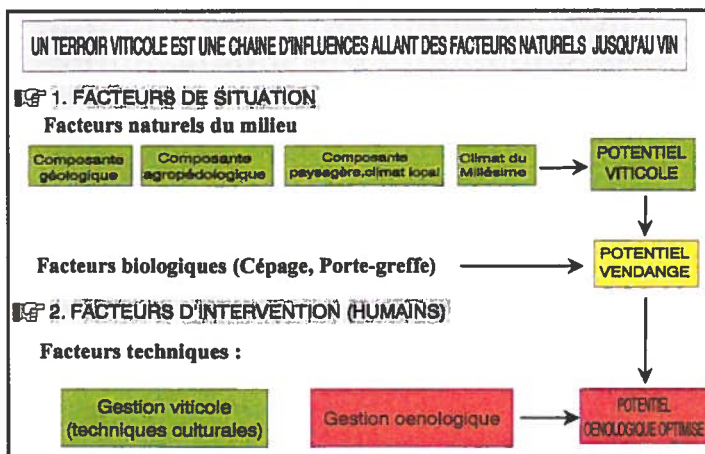 UN TERROIR VITICOLE EST UNE CHAINE D'INFLUENCES ALLANT DES FACTEURS NATURELS JUSQU'AU VIN
1. FACTEURS DE SITUATION
Facteurs naturels du milieu
Composante
géologique
Composante
agropédologique
Composante
paysagère,climat local
Climat du
Millésime
POTENTIEL
VITICOLE
Facteurs biologiques (Cépage, Porte-greffe)
POTENTIEL
VENDANGE
2. FACTEURS D'INTERVENTION (HUMAINS)
Facteurs techniques :
Gestion viticole
(techniques culturales)
Gestion oenologique
POTENTIEL
OENOLOGIQUE OPTIMISE